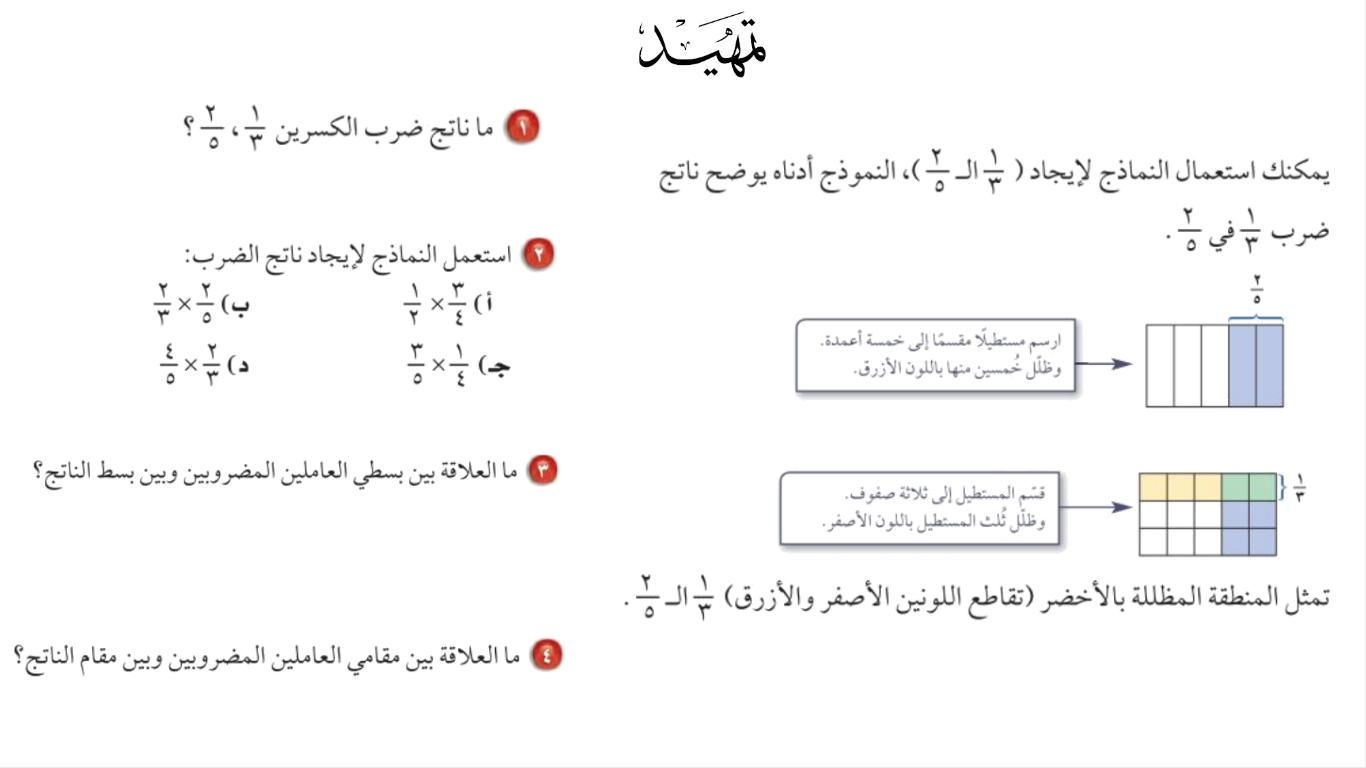 تمهيد
يمكنك استعمال النماذج لإيجاد ( ١/٣ الـ ٢/٥ )، النموذج أدناه يوضح ناتج
ضرب ١/٣ في ٢/٥ .
٢/٥
ارسم مستطيلًا مقسمًا إلى خمسة أعمدة.
وظلّل خُمسين منها باللون الأزرق.
١/٣
قسّم المستطيل إلى ثلاثة صفوف.
وظلّل ثُلث المستطيل باللون الأصفر.
تمثل المنطقة المظللة بالأخضر (تقاطع اللونين الأصفر والأزرق) ١/٣ الـ ٢/٥ .
١ ما ناتج ضرب الكسرين ١/٣ ، ٢/٥ ؟
٢ استعمل النماذج لإيجاد ناتج الضرب:
أ) ٣/٤ × ١/٢ ب) ٢/٥ × ٢/٣
جـ) ١/٤ × ٣/٥ د) ٢/٣ × ٤/٥
٣ ما العلاقة بين بسطي العاملين المضروبين وبين بسط الناتج؟
٤ ما العلاقة بين مقامي العاملين المضروبين وبين مقام الناتج؟